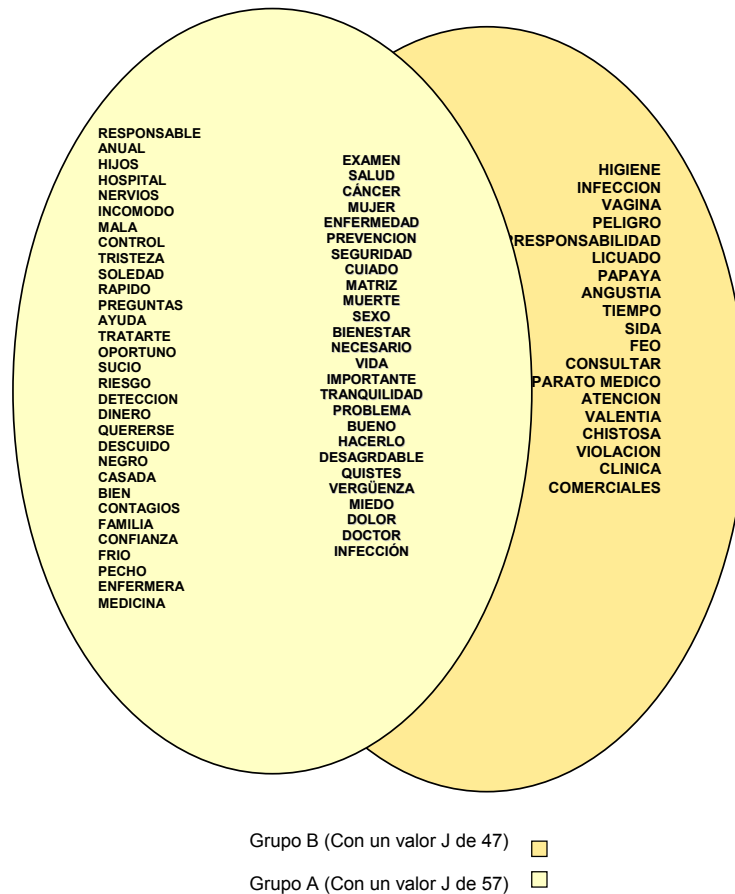 RESPONSABLE
ANUAL
HIJOS
HOSPITAL
NERVIOS
INCOMODO
MALA
CONTROL
TRISTEZA
SOLEDAD
RAPIDO
PREGUNTAS
AYUDA
TRATARTE
OPORTUNO
SUCIO
RIESGO
DETECCION
DINERO
QUERERSE
DESCUIDO
NEGRO
CASADA
BIEN
CONTAGIOS
FAMILIA
CONFIANZA
FRIO
PECHO
ENFERMERA
MEDICINA
EXAMEN
SALUD
CÁNCER
MUJER
ENFERMEDAD
PREVENCION
SEGURIDAD
CUIADO
MATRIZ
MUERTE
SEXO
BIENESTAR
NECESARIO
VIDA
IMPORTANTE
TRANQUILIDAD
PROBLEMA
BUENO
HACERLO
DESAGRDABLE
QUISTES
VERGÜENZA
MIEDO
DOLOR
DOCTOR
INFECCIÓN
HIGIENE
INFECCION
VAGINA
PELIGRO
RRESPONSABILIDAD
LICUADO
PAPAYA
ANGUSTIA
TIEMPO
SIDA
FEO
CONSULTAR
PARATO MEDICO
ATENCION
VALENTIA
CHISTOSA
VIOLACION
CLINICA
COMERCIALES
Grupo B (Con un valor J de 47)
Grupo A (Con un valor J de 57)